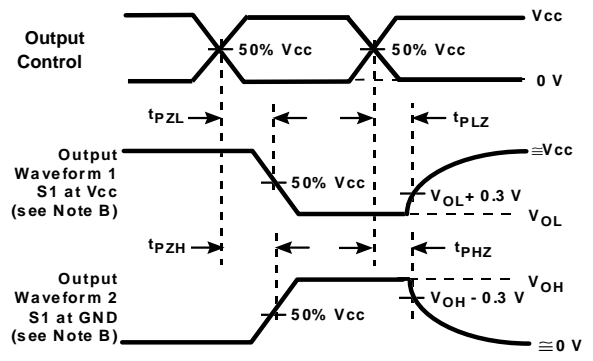 Output
Control
Vcc
50% Vcc
50% Vcc
0 V
tPZL
tPLZ
Output
Waveform 1
S1 at Vcc
(see Note B)
≅Vcc
50% Vcc
VOL + 0.3 V
VOL
tPZH
tPHZ
Output
Waveform 2
S1 at GND
(see Note B)
VOH
50% Vcc
VOH - 0.3 V
≅0 V